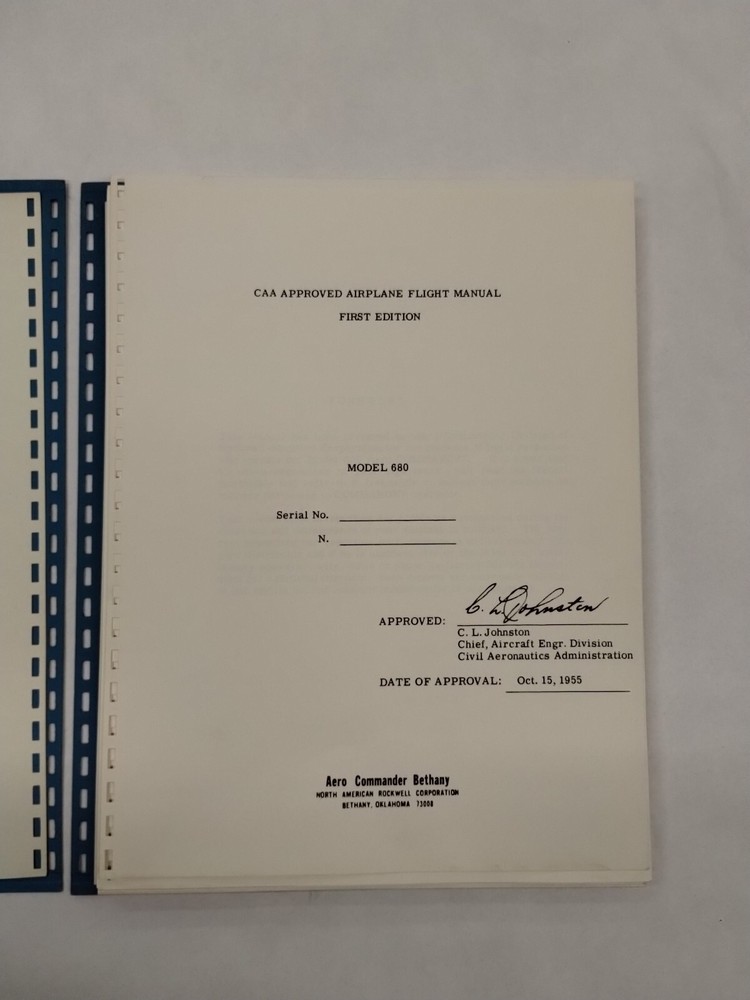 CAA APPROVED AIRPLANE FLIGHT MANUAL
FIRST EDITION
MODEL 680
Serial No.
N.
C. L. Johnston
APPROVED:
C. L. Johnston
Chief, Aircraft Engr. Division
Civil Aeronautics Administration
DATE OF APPROVAL: Oct. 15, 1955
Aero Commander Bethany
NORTH AMERICAN ROCKWELL CORPORATION
BETHANY, OKLAHOMA 73008